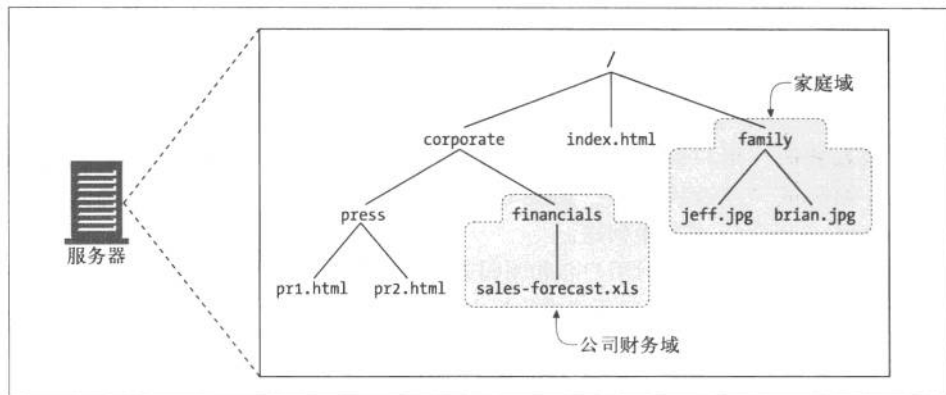 /
家庭域
corporate
index.html
family
press
financials
jeff.jpg
brian.jpg
服务器
pr1.html
pr2.html
sales-forecast.xls
公司财务域